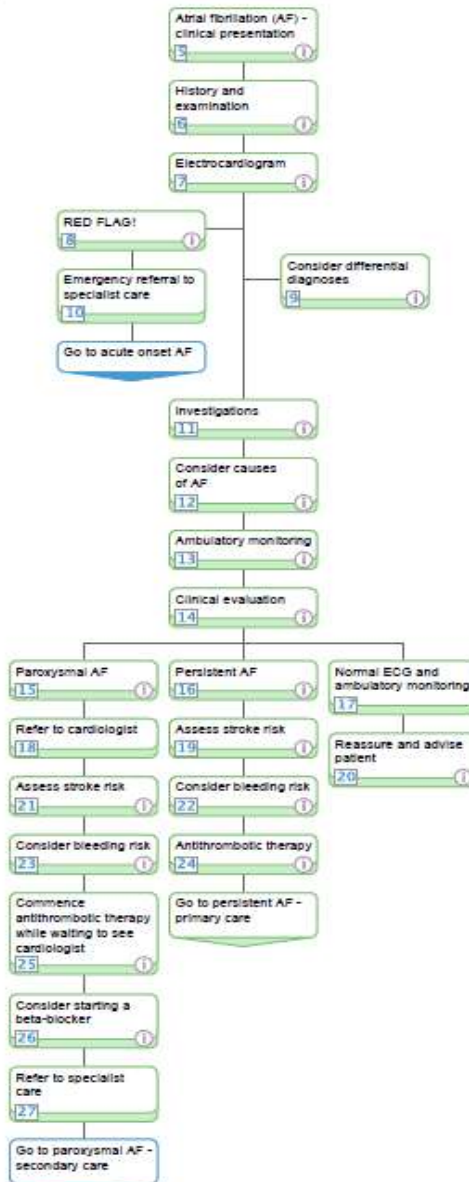 Atrial fibrillation (AF) -
clinical presentation
5
i
History and
examination
6
i
Electrocardiogram
7
i
RED FLAG!
8
i
Emergency referral to
specialist care
10
Go to acute onset AF
Consider differential
diagnoses
9
i
Investigations
11
i
Consider causes
of AF
12
i
Ambulatory monitoring
13
i
Clinical evaluation
14
i
Paroxysmal AF
15
i
Persistent AF
16
i
Normal ECG and
ambulatory monitoring
17
Refer to cardiologist
18
Assess stroke risk
19
i
Reassure and advise
patient
20
i
Assess stroke risk
21
i
Consider bleeding risk
22
i
Consider bleeding risk
23
i
Antithrombotic therapy
24
i
Commence
antithrombotic therapy
while waiting to see
cardiologist
25
i
Go to persistent AF -
primary care
Consider starting a
beta-blocker
26
i
Refer to specialist
care
27
Go to paroxysmal AF -
secondary care